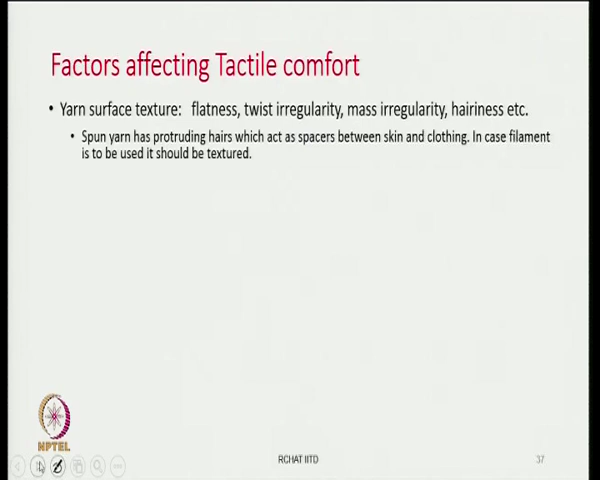 Factors affecting Tactile comfort
• Yarn surface texture: flatness, twist irregularity, mass irregularity, hairiness etc.
• Spun yarn has protruding hairs which act as spacers between skin and clothing. In case filament
is to be used it should be textured.
NPTEL
RCHAT IITD
37